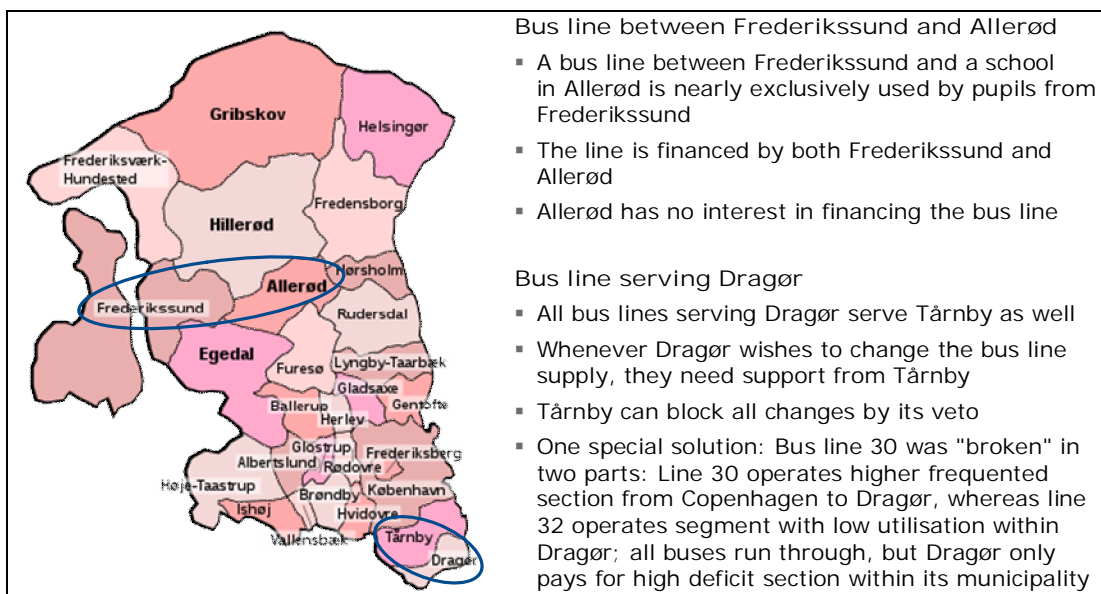 Gribskov
Helsingør
Frederiksværk-
Hundested
Fredensborg
Hillerød
Hørsholm
Allerød
Frederikssund
Rudersdal
Egedal
Furesø
Lyngby-Taarbæk
Gladsaxe
Ballerup
Gentofte
Herlev
Glostrup
Frederiksberg
Albertslund
Rødovre
Høje-Taastrup
København
Brøndby
Ishøj
Hvidovre
Vallensbæk
Tårnby
Dragør
Bus line between Frederikssund and Allerød
▪ A bus line between Frederikssund and a school
in Allerød is nearly exclusively used by pupils from
Frederikssund
▪ The line is financed by both Frederikssund and
Allerød
▪ Allerød has no interest in financing the bus line
Bus line serving Dragør
▪ All bus lines serving Dragør serve Tårnby as well
▪ Whenever Dragør wishes to change the bus line
supply, they need support from Tårnby
▪ Tårnby can block all changes by its veto
▪ One special solution: Bus line 30 was "broken" in
two parts: Line 30 operates higher frequented
section from Copenhagen to Dragør, whereas line
32 operates segment with low utilisation within
Dragør; all buses run through, but Dragør only
pays for high deficit section within its municipality